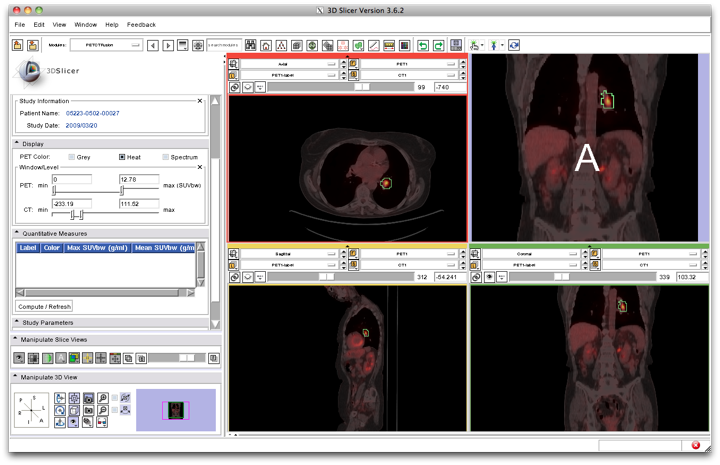 3D Slicer Version 3.6.2
File Edit View Window Help Feedback
Modules: PETCTFusion
3DSlicer
Study Information
Patient Name: 05223-0502-00027
Study Date: 2009/03/20
Display
PET Color: Grey Heat Spectrum
Window/Level
PET: min 0 12.78 max (SUVbw)
CT: min -233.19 111.52 max
Quantitative Measures
Label Color Max SUVbw (g/ml) Mean SUVbw (g/m
Compute / Refresh
Study Parameters
Manipulate Slice Views
Manipulate 3D View
P S L R I A
Axial PET1
PET1-label CT1
99 -740
A
Sagittal PET1
PET1-label CT1
312 -54.241
Coronal PET1
PET1-label CT1
339 103.32